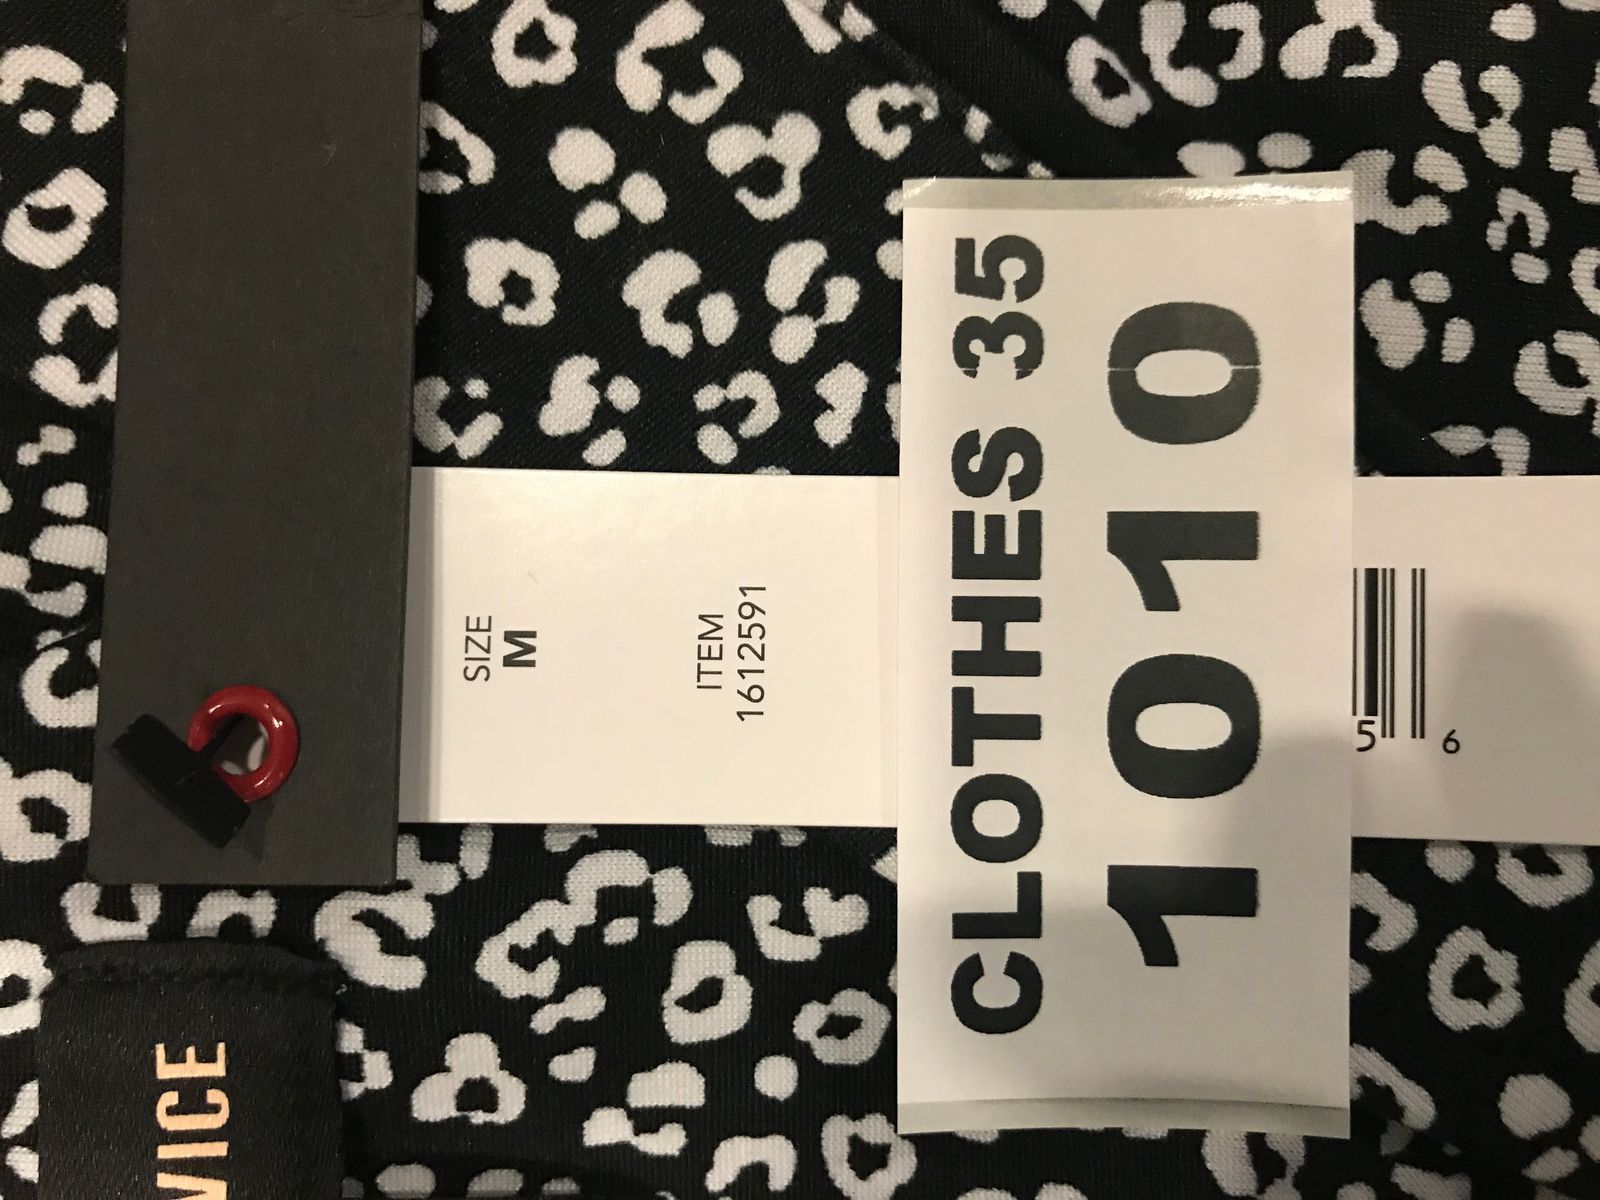 SIZE
M
ITEM
1612591
CLOTHES 35
1010
5
6
VICE